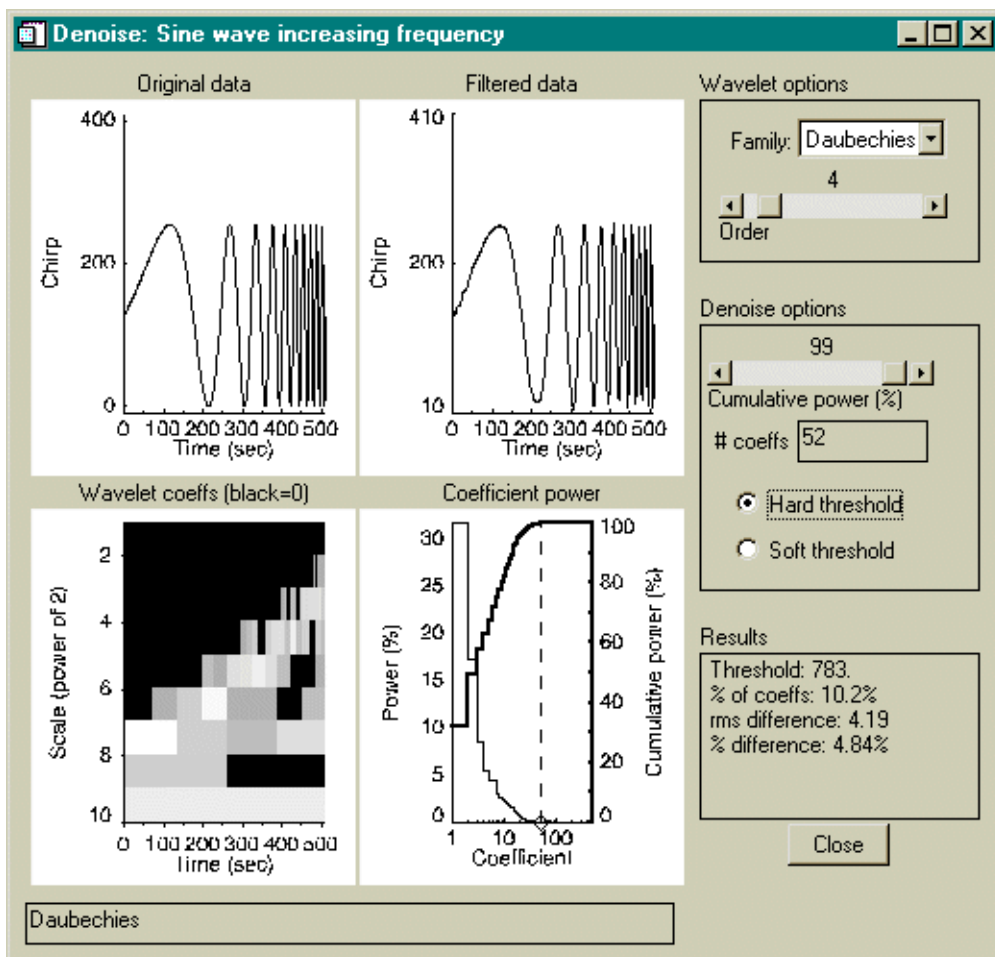 Denoise: Sine wave increasing frequency
Original data
400
200
0
Chirp
0 100 200 300 400 500
Time (sec)
Filtered data
410
200
10
Chirp
0 100 200 300 400 500
Time (sec)
Wavelet coeffs (black=0)
2
4
6
8
10
Scale (power of 2)
0 100 200 300 400 500
Time (sec)
Coefficient power
30
25
20
15
10
5
0
Power (%)
100
80
60
40
20
0
Cumulative power (%)
1 10 100
Coefficient
Wavelet options
Family: Daubechies
4
Order
Denoise options
99
Cumulative power (%)
# coeffs 52
Hard threshold
Soft threshold
Results
Threshold: 783.
% of coeffs: 10.2%
rms difference: 4.19
% difference: 4.84%
Close
Daubechies